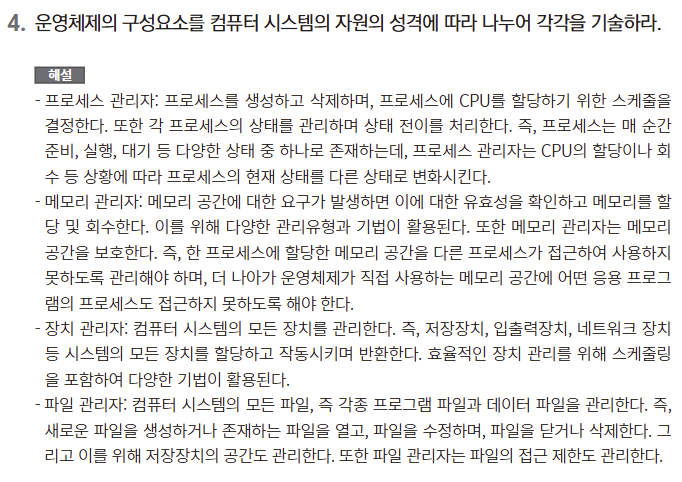 4. 운영체제의 구성요소를 컴퓨터 시스템의 자원의 성격에 따라 나누어 각각을 기술하라.
해설
- 프로세스 관리자: 프로세스를 생성하고 삭제하며, 프로세스에 CPU를 할당하기 위한 스케줄을
결정한다. 또한 각 프로세스의 상태를 관리하며 상태 전이를 처리한다. 즉, 프로세스는 매 순간
준비, 실행, 대기 등 다양한 상태 중 하나로 존재하는데, 프로세스 관리자는 CPU의 할당이나 회
수 등 상황에 따라 프로세스의 현재 상태를 다른 상태로 변화시킨다.
- 메모리 관리자: 메모리 공간에 대한 요구가 발생하면 이에 대한 유효성을 확인하고 메모리를 할
당 및 회수한다. 이를 위해 다양한 관리유형과 기법이 활용된다. 또한 메모리 관리자는 메모리
공간을 보호한다. 즉, 한 프로세스에 할당한 메모리 공간을 다른 프로세스가 접근하여 사용하지
못하도록 관리해야 하며, 더 나아가 운영체제가 직접 사용하는 메모리 공간에 어떤 응용 프로그
램의 프로세스도 접근하지 못하도록 해야 한다.
- 장치 관리자: 컴퓨터 시스템의 모든 장치를 관리한다. 즉, 저장장치, 입출력장치, 네트워크 장치
등 시스템의 모든 장치를 할당하고 작동시키며 반환한다. 효율적인 장치 관리를 위해 스케줄링
을 포함하여 다양한 기법이 활용된다.
- 파일 관리자: 컴퓨터 시스템의 모든 파일, 즉 각종 프로그램 파일과 데이터 파일을 관리한다. 즉,
새로운 파일을 생성하거나 존재하는 파일을 열고, 파일을 수정하며, 파일을 닫거나 삭제한다. 그
리고 이를 위해 저장장치의 공간도 관리한다. 또한 파일 관리자는 파일의 접근 제한도 관리한다.